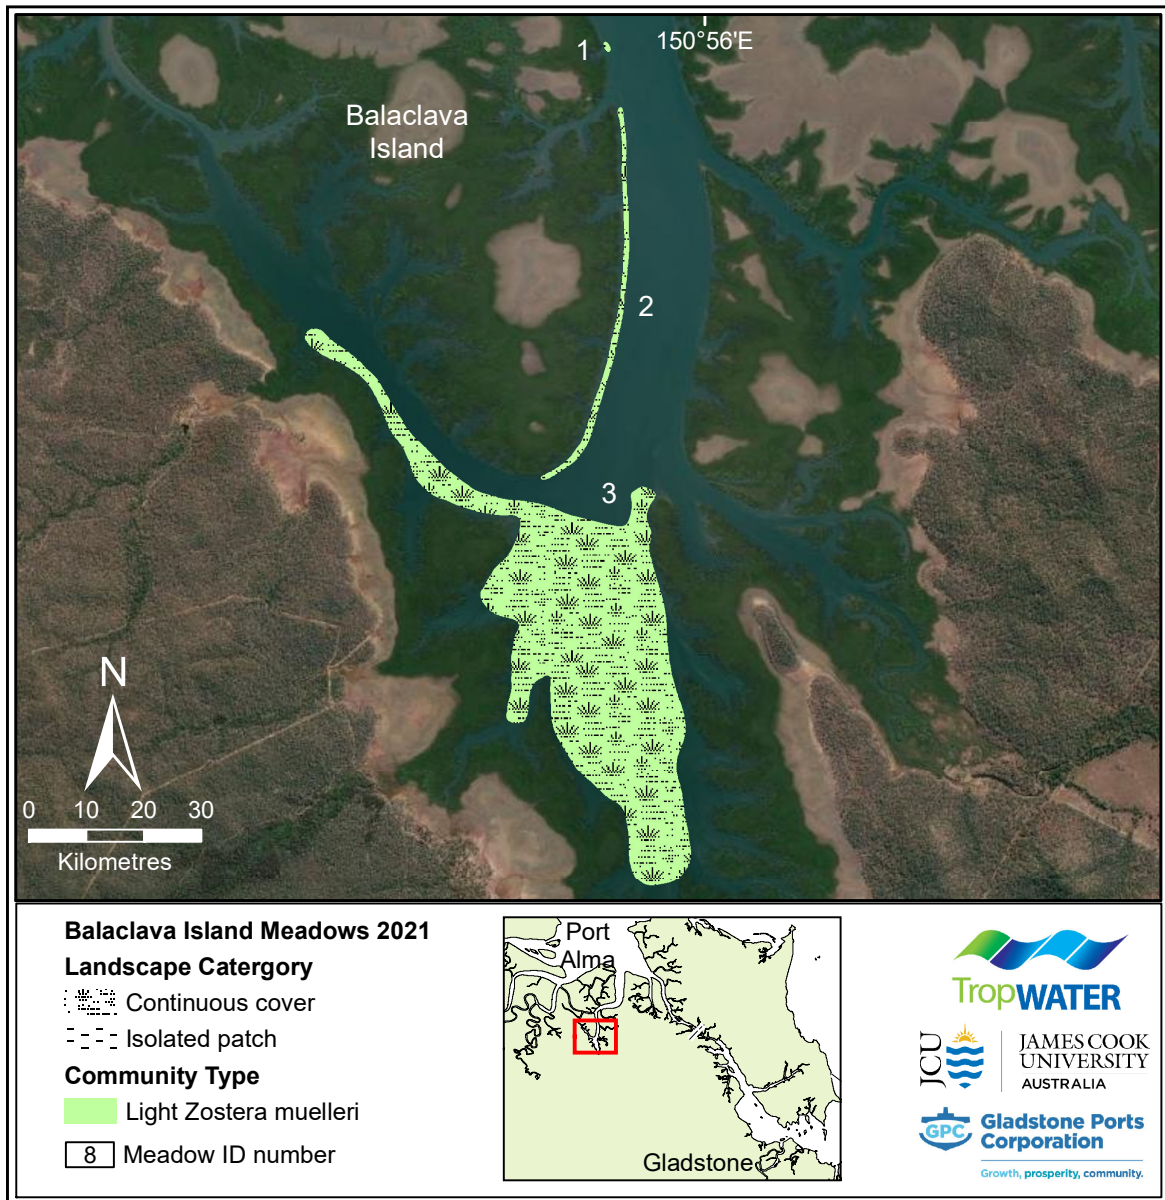 1
150°56'E
Balaclava
Island
2
3
N
0 10 20 30
Kilometres
Balaclava Island Meadows 2021
Landscape Catergory
Continuous cover
Isolated patch
Community Type
Light Zostera muelleri
8 Meadow ID number
Port
Alma
Gladstone
TropWATER
JCU
JAMES COOK
UNIVERSITY
AUSTRALIA
GPC
Gladstone Ports
Corporation
Growth, prosperity, community.